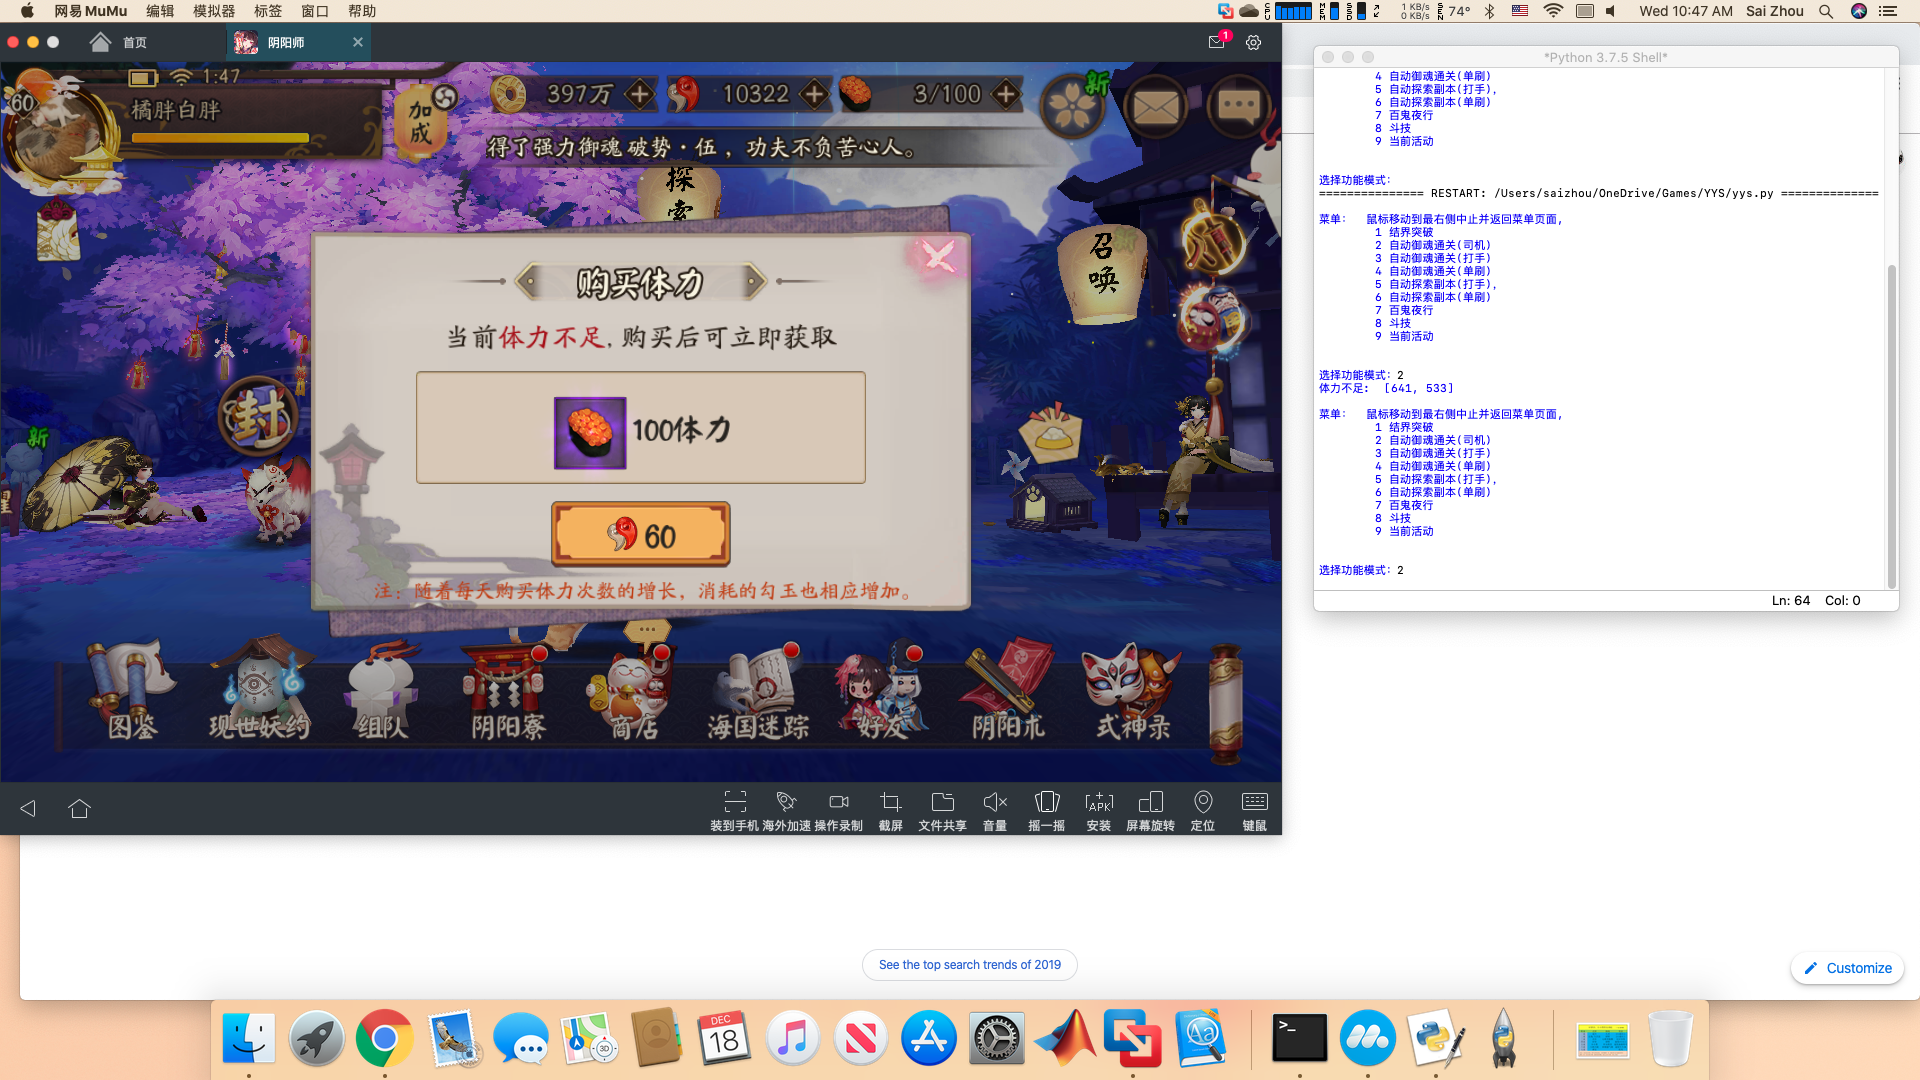 网易 MuMu 编辑 模拟器 标签 窗口 帮助
1 KB/s
0 KB/s
74° Wed 10:47 AM Sai Zhou
首页 阴阳师 1
60 1:47
橘胖白胖
加成
397万 10322 3/100
新
得了强力御魂 破势·伍，功夫不负苦心人。
探索
召唤
封
新
购买体力
当前体力不足, 购买后可立即获取
100体力
60
注：随着每天购买体力次数的增长，消耗的勾玉也相应增加。
图鉴 现世妖约 组队 阴阳寮 商店 海国迷踪 好友 阴阳术 式神录
装到手机 海外加速 操作录制 截屏 文件共享 音量 摇一摇 安装 屏幕旋转 定位 键鼠
APK
*Python 3.7.5 Shell*
4 自动御魂通关(单刷)
5 自动探索副本(打手),
6 自动探索副本(单刷)
7 百鬼夜行
8 斗技
9 当前活动
选择功能模式:
=============== RESTART: /Users/saizhou/OneDrive/Games/YYS/yys.py ==============
菜单: 鼠标移动到最右侧中止并返回菜单页面,
1 结界突破
2 自动御魂通关(司机)
3 自动御魂通关(打手)
4 自动御魂通关(单刷)
5 自动探索副本(打手),
6 自动探索副本(单刷)
7 百鬼夜行
8 斗技
9 当前活动
选择功能模式: 2
体力不足: [641, 533]
菜单: 鼠标移动到最右侧中止并返回菜单页面,
1 结界突破
2 自动御魂通关(司机)
3 自动御魂通关(打手)
4 自动御魂通关(单刷)
5 自动探索副本(打手),
6 自动探索副本(单刷)
7 百鬼夜行
8 斗技
9 当前活动
选择功能模式: 2
Ln: 64 Col: 0
See the top search trends of 2019
Customize
DEC
18
3D